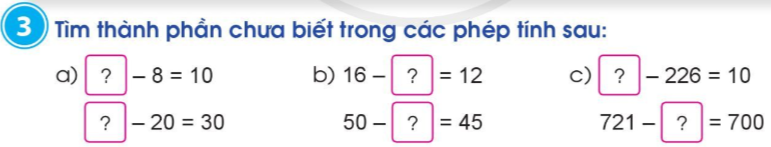 3 Tìm thành phần chưa biết trong các phép tính sau:
a) ? – 8 = 10 b) 16 – ? = 12 c) ? – 226 = 10
? – 20 = 30 50 – ? = 45 721 – ? = 700